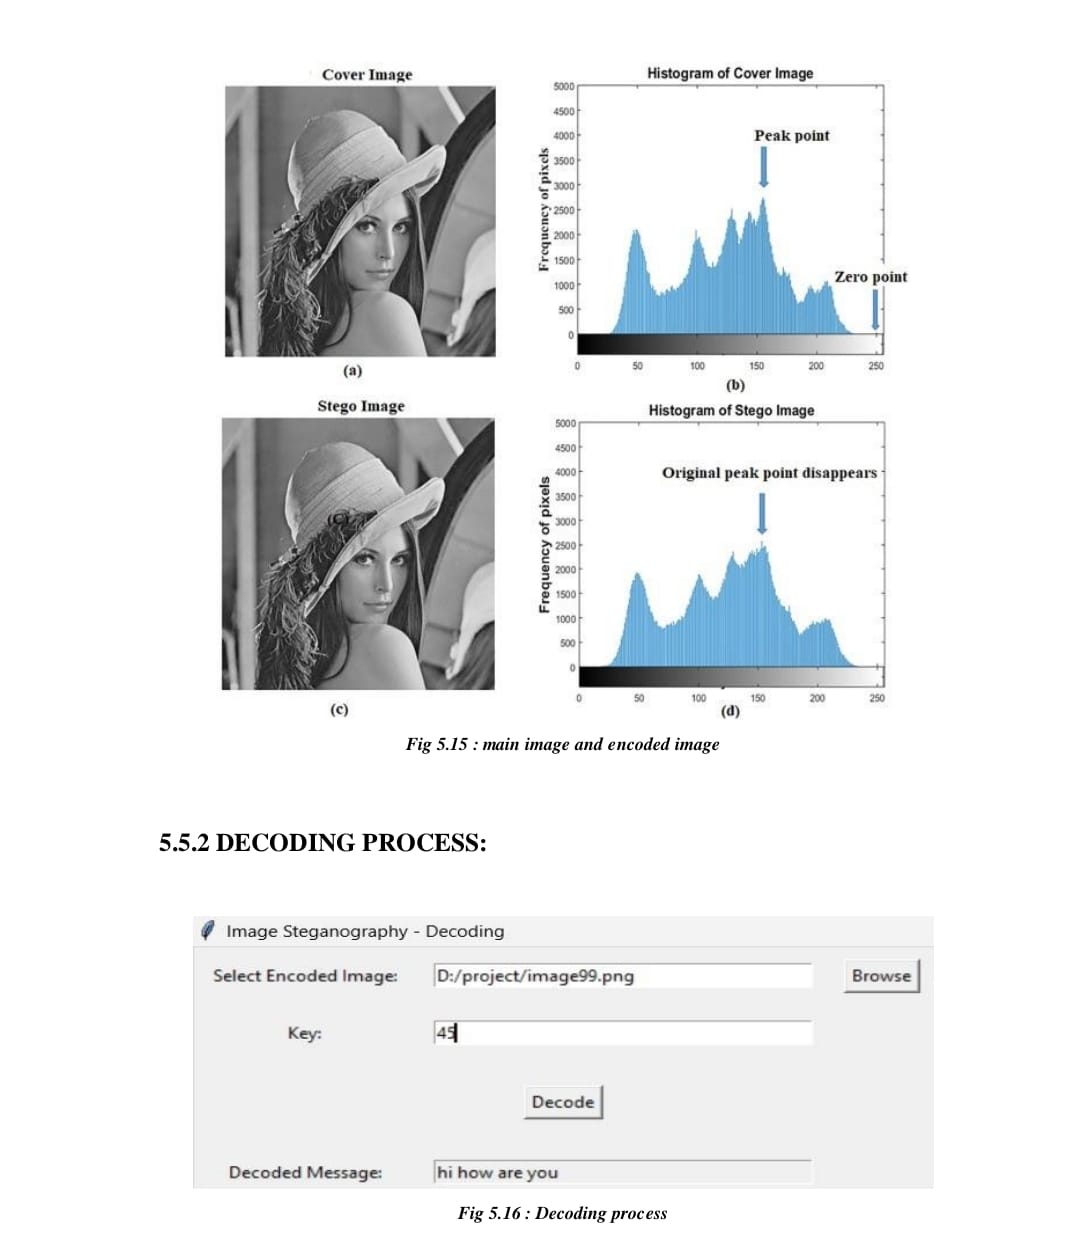 Cover Image
Histogram of Cover Image
5000
4500
4000
3500
3000
2500
2000
1500
1000
500
0
Frequency of pixels
Peak point
Zero point
0 50 100 150 200 250
(a)
(b)
Stego Image
Histogram of Stego Image
5000
4500
4000
3500
3000
2500
2000
1500
1000
500
0
Frequency of pixels
Original peak point disappears
0 50 100 150 200 250
(c)
(d)
Fig 5.15 : main image and encoded image
5.5.2 DECODING PROCESS:
Image Steganography - Decoding
Select Encoded Image: D:/project/image99.png Browse
Key: 45
Decode
Decoded Message: hi how are you
Fig 5.16 : Decoding process